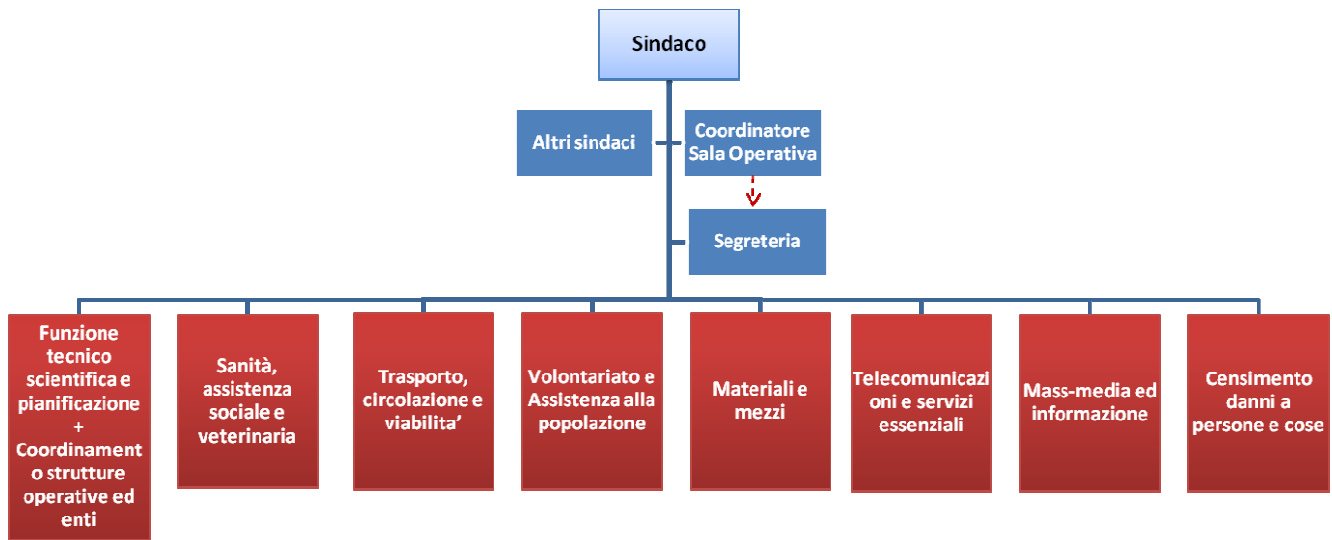 Sindaco
Altri sindaci
Coordinatore
Sala Operativa
Segreteria
Funzione
tecnico
scientifica e
pianificazione
+
Coordinament
o strutture
operative ed
enti
Sanità,
assistenza
sociale e
veterinaria
Trasporto,
circolazione e
viabilita’
Volontariato e
Assistenza alla
popolazione
Materiali e
mezzi
Telecomunicazi
oni e servizi
essenziali
Mass-media ed
informazione
Censimento
danni a
persone e cose